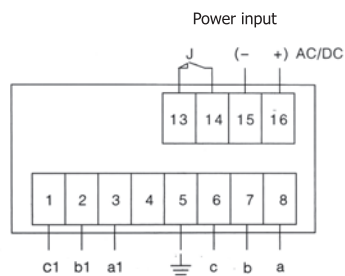 Power input
J (− +) AC/DC
13 14 15 16
1 2 3 4 5 6 7 8
c1 b1 a1 c b a